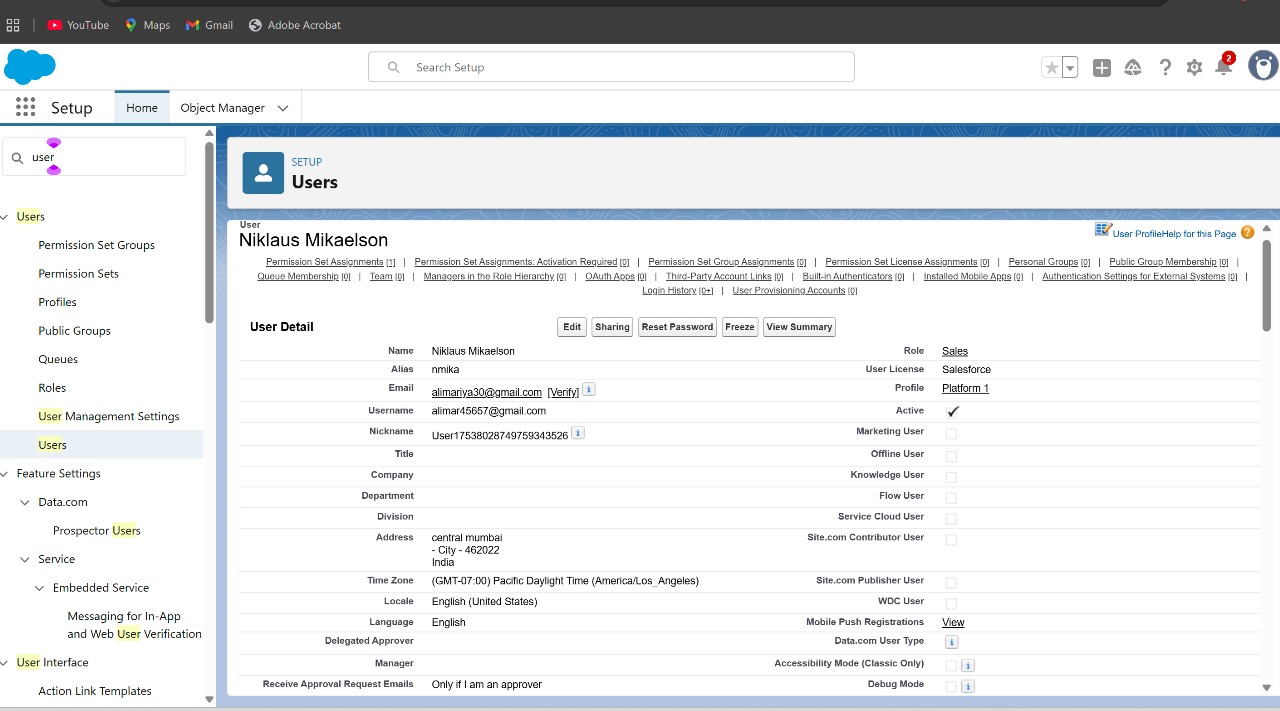 YouTube Maps Gmail Adobe Acrobat
Search Setup
2
Setup Home Object Manager
user
Users
Permission Set Groups
Permission Sets
Profiles
Public Groups
Queues
Roles
User Management Settings
Users
Feature Settings
Data.com
Prospector Users
Service
Embedded Service
Messaging for In-App
and Web User Verification
User Interface
Action Link Templates
SETUP
Users
User
Niklaus Mikaelson
User Profile Help for this Page
Permission Set Assignments [1] | Permission Set Assignments: Activation Required [0] | Permission Set Group Assignments [0] | Permission Set License Assignments [0] | Personal Groups [0] | Public Group Membership [0] |
Queue Membership [0] | Team [0] | Managers in the Role Hierarchy [0] | OAuth Apps [0] | Third-Party Account Links [0] | Built-in Authenticators [0] | Installed Mobile Apps [0] | Authentication Settings for External Systems [0] |
Login History [0+] | User Provisioning Accounts [0]
User Detail Edit Sharing Reset Password Freeze View Summary
Name Niklaus Mikaelson Role Sales
Alias nmika User License Salesforce
Email alimariya30@gmail.com [Verify] i Profile Platform 1
Username alimar45657@gmail.com Active
Nickname User17538028749759343526 i Marketing User
Title Offline User
Company Knowledge User
Department Flow User
Division Service Cloud User
Address central mumbai Site.com Contributor User
- City - 462022
India
Time Zone (GMT-07:00) Pacific Daylight Time (America/Los_Angeles) Site.com Publisher User
Locale English (United States) WDC User
Language English Mobile Push Registrations View
Delegated Approver Data.com User Type i
Manager Accessibility Mode (Classic Only) i
Receive Approval Request Emails Only if I am an approver Debug Mode i